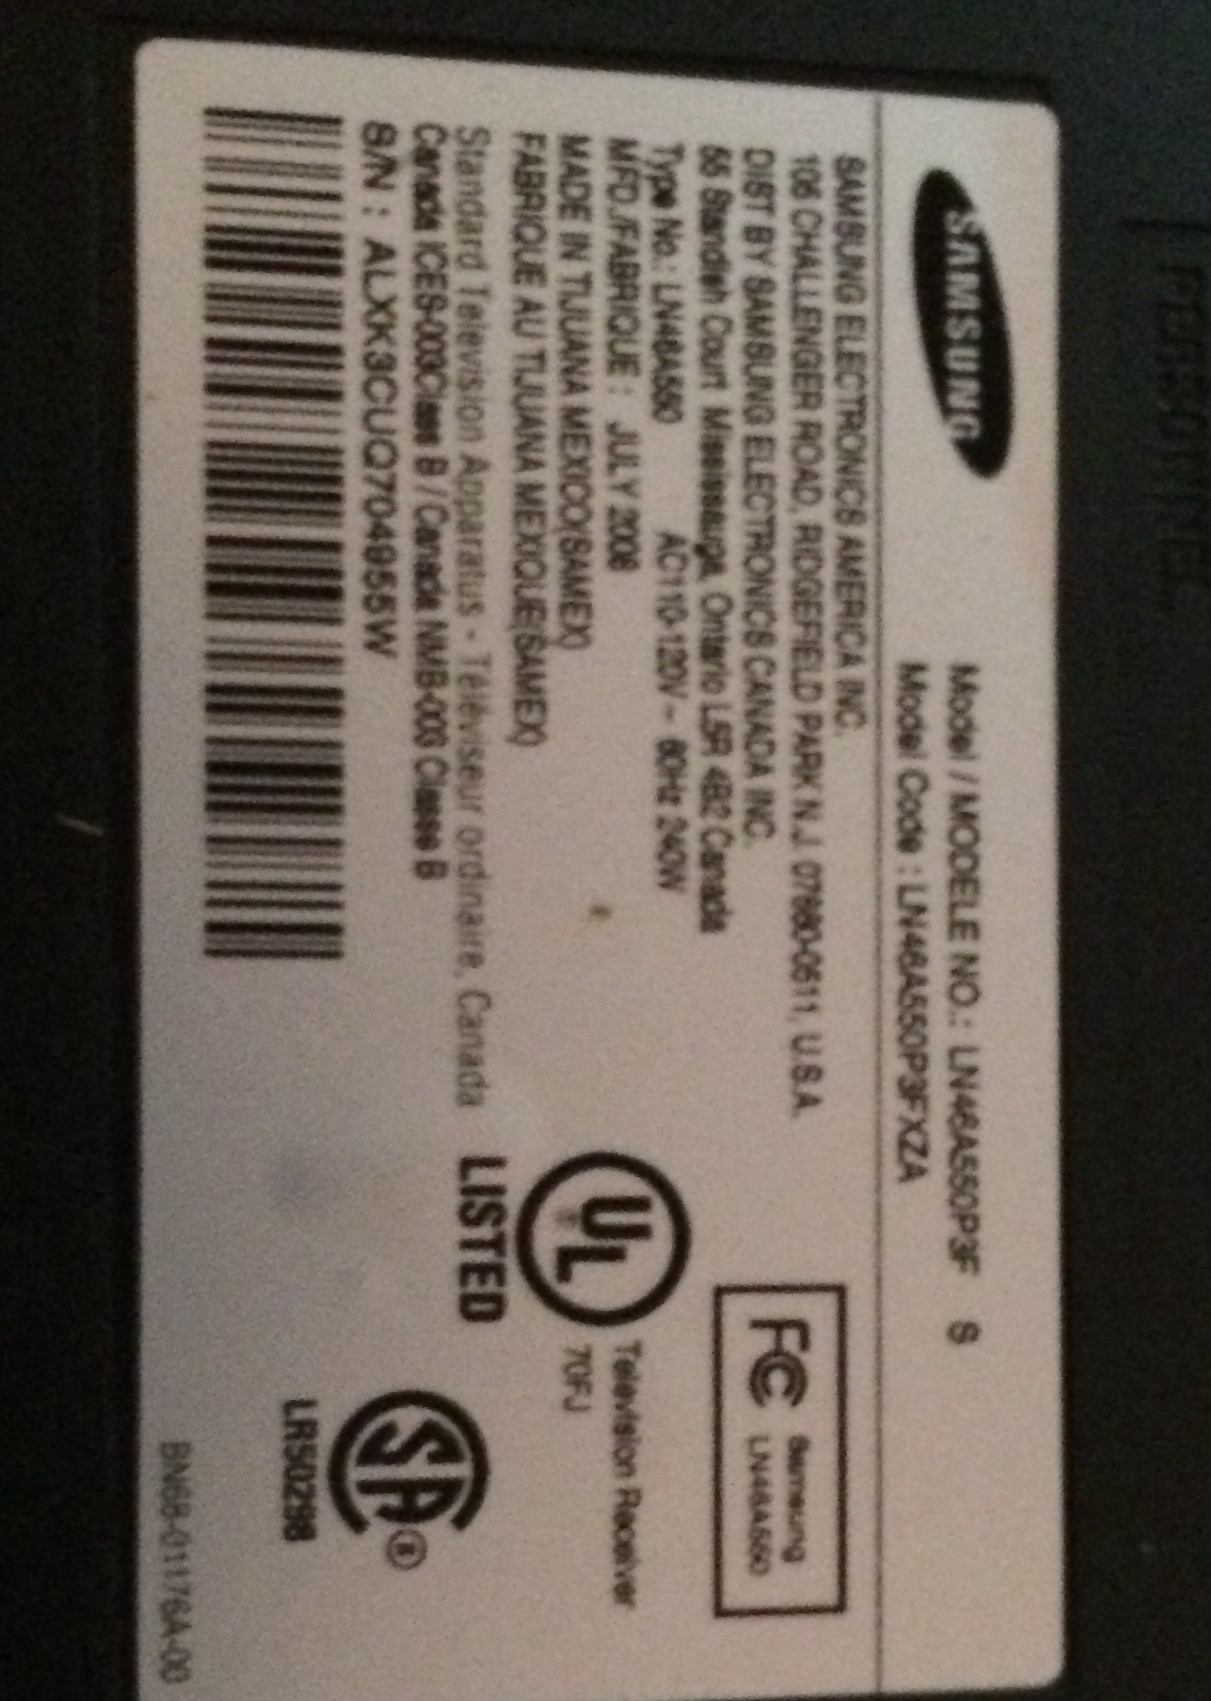 SAMSUNG
Model / MODELE NO.: LN46A550P3F S
Model Code : LN46A550P3FXZA
SAMSUNG ELECTRONICS AMERICA INC.
105 CHALLENGER ROAD, RIDGEFIELD PARK N.J. 07660-0511, U.S.A.
DIST BY SAMSUNG ELECTRONICS CANADA INC.
55 Standish Court Mississauga, Ontario L5R 4B2 Canada
Type No.: LN46A550 AC110-120V ~ 60Hz 240W
MFD./FABRIQUE : JULY 2008
MADE IN TIJUANA MEXICO(SAMEX)
FABRIQUE AU TIJUANA MEXIQUE(SAMEX)
Standard Television Apparatus - Téléviseur ordinaire, Canada
Canada ICES-003Class B / Canada NMB-003 Classe B
S/N : ALXK3CUQ704955W
FC Samsung
LN46A550
UL
LISTED
Television Receiver
70FJ
SA ®
LR50298
BN68-01176A-00